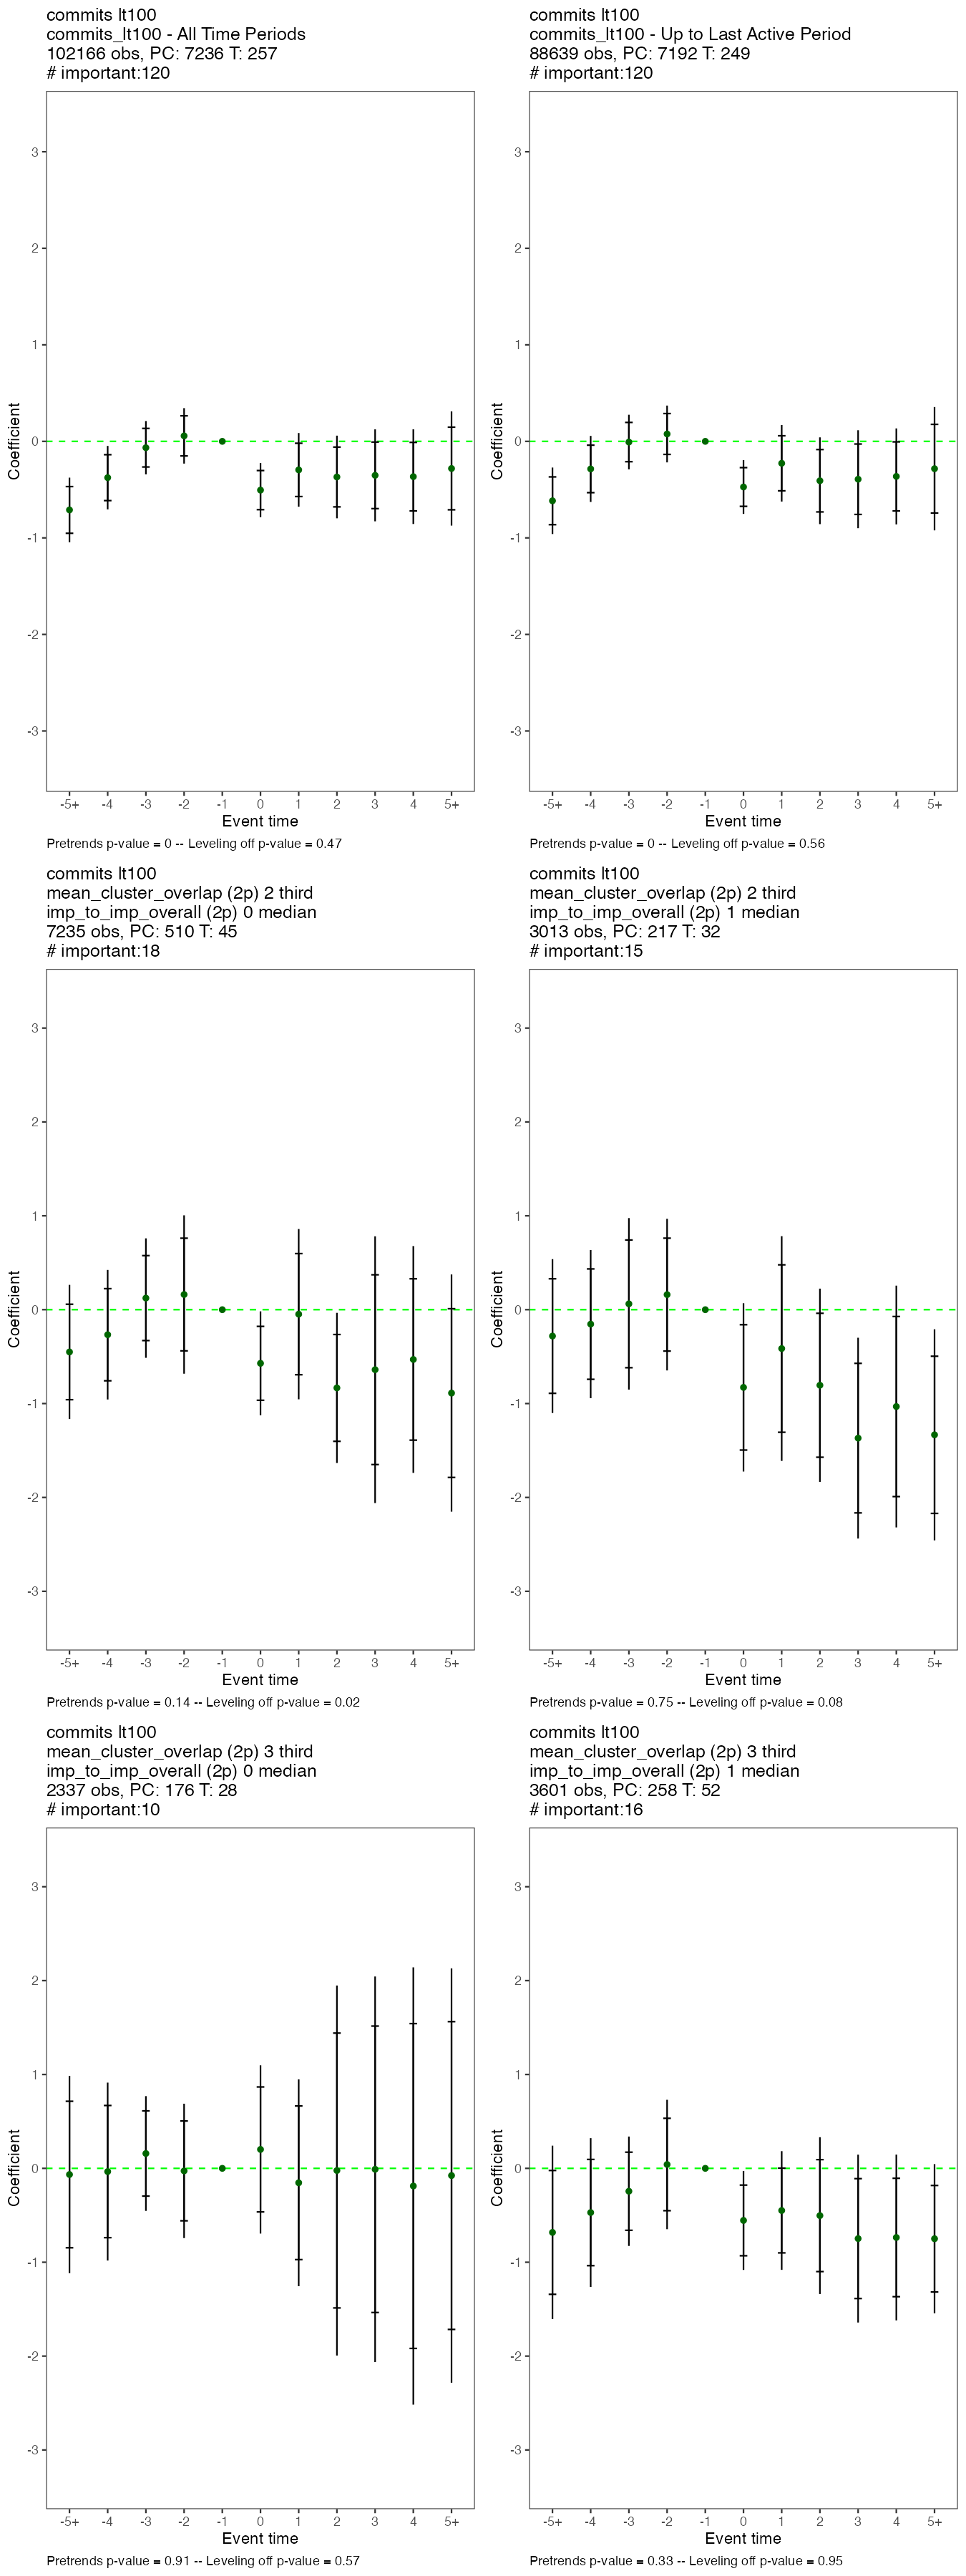 commits lt100
commits_lt100 - All Time Periods
102166 obs, PC: 7236 T: 257
# important:120
Coefficient
3
2
1
0
-1
-2
-3
-5+ -4 -3 -2 -1 0 1 2 3 4 5+
Event time
Pretrends p-value = 0 -- Leveling off p-value = 0.47
commits lt100
commits_lt100 - Up to Last Active Period
88639 obs, PC: 7192 T: 249
# important:120
Coefficient
3
2
1
0
-1
-2
-3
-5+ -4 -3 -2 -1 0 1 2 3 4 5+
Event time
Pretrends p-value = 0 -- Leveling off p-value = 0.56
commits lt100
mean_cluster_overlap (2p) 2 third
imp_to_imp_overall (2p) 0 median
7235 obs, PC: 510 T: 45
# important:18
Coefficient
3
2
1
0
-1
-2
-3
-5+ -4 -3 -2 -1 0 1 2 3 4 5+
Event time
Pretrends p-value = 0.14 -- Leveling off p-value = 0.02
commits lt100
mean_cluster_overlap (2p) 2 third
imp_to_imp_overall (2p) 1 median
3013 obs, PC: 217 T: 32
# important:15
Coefficient
3
2
1
0
-1
-2
-3
-5+ -4 -3 -2 -1 0 1 2 3 4 5+
Event time
Pretrends p-value = 0.75 -- Leveling off p-value = 0.08
commits lt100
mean_cluster_overlap (2p) 3 third
imp_to_imp_overall (2p) 0 median
2337 obs, PC: 176 T: 28
# important:10
Coefficient
3
2
1
0
-1
-2
-3
-5+ -4 -3 -2 -1 0 1 2 3 4 5+
Event time
Pretrends p-value = 0.91 -- Leveling off p-value = 0.57
commits lt100
mean_cluster_overlap (2p) 3 third
imp_to_imp_overall (2p) 1 median
3601 obs, PC: 258 T: 52
# important:16
Coefficient
3
2
1
0
-1
-2
-3
-5+ -4 -3 -2 -1 0 1 2 3 4 5+
Event time
Pretrends p-value = 0.33 -- Leveling off p-value = 0.95